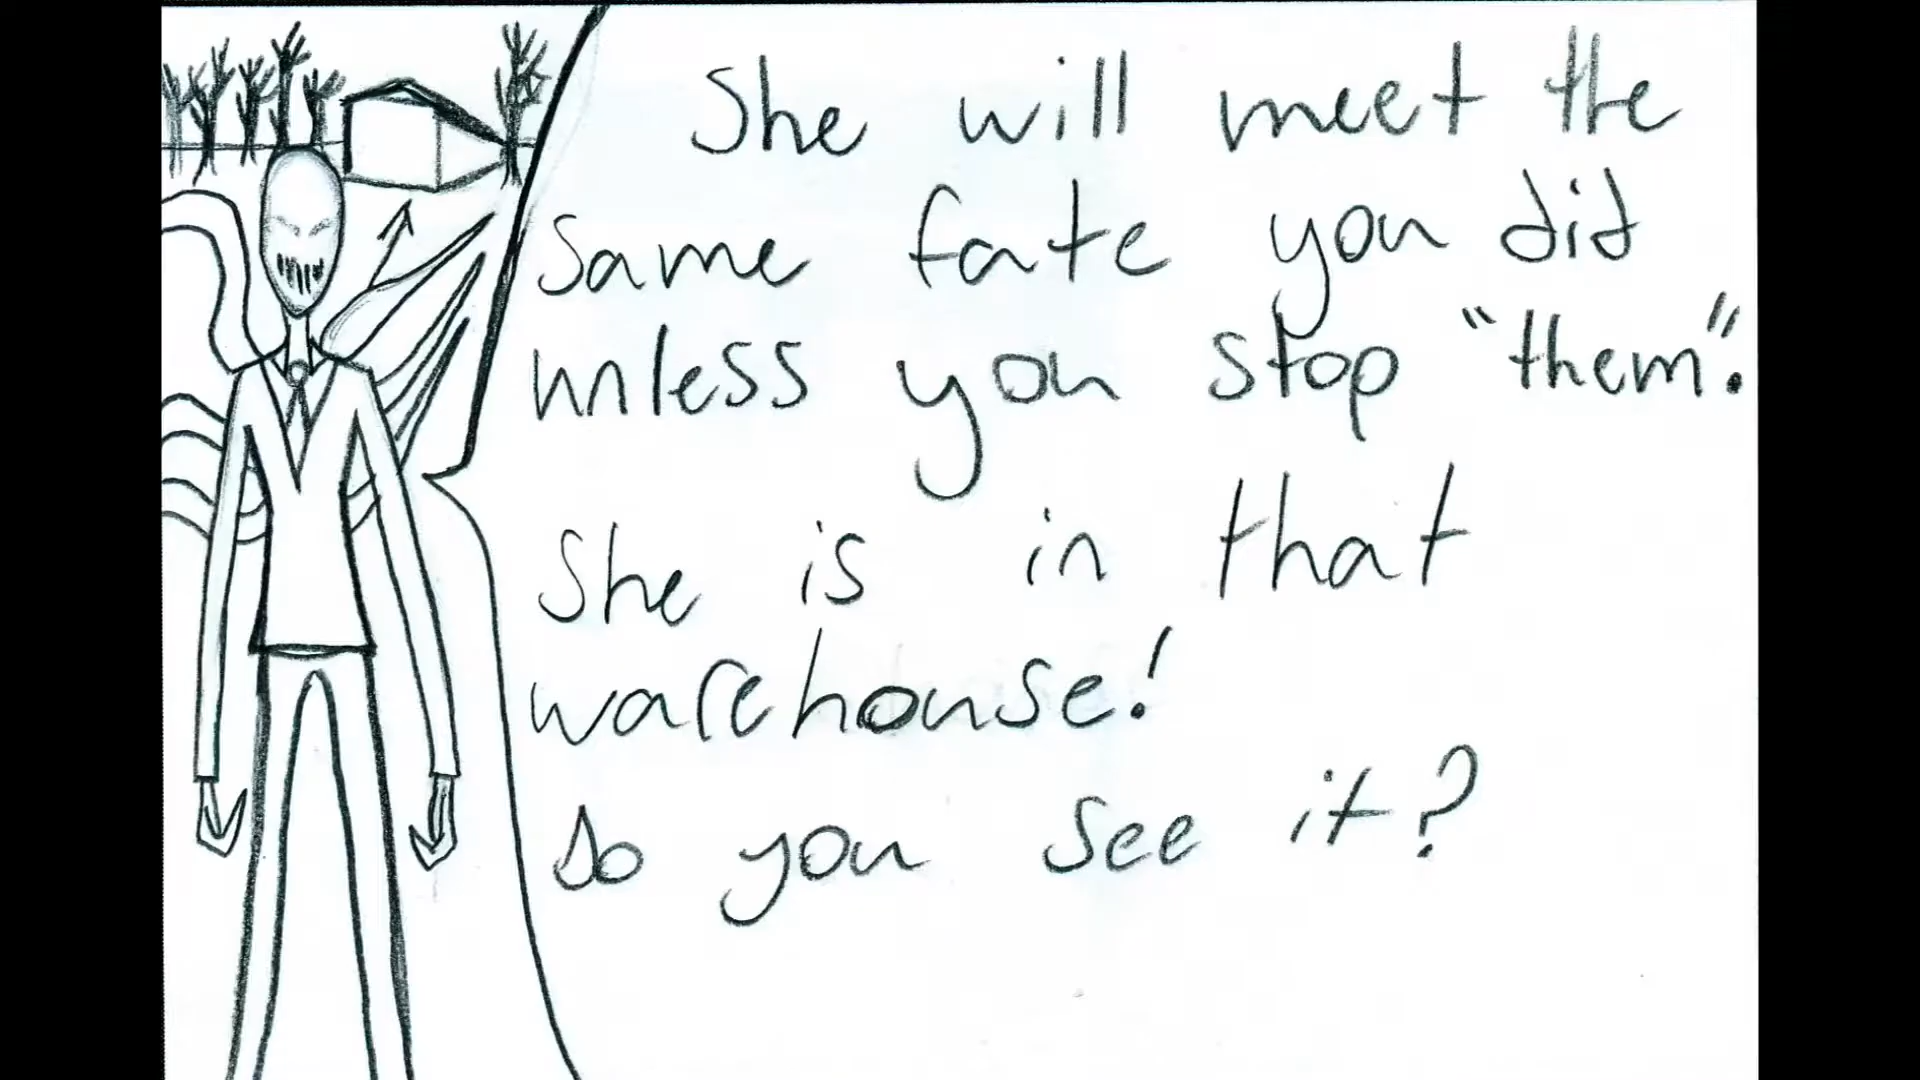 She will meet the
same fate you did
unless you stop "them".
She is in that
warehouse!
Do you see it?